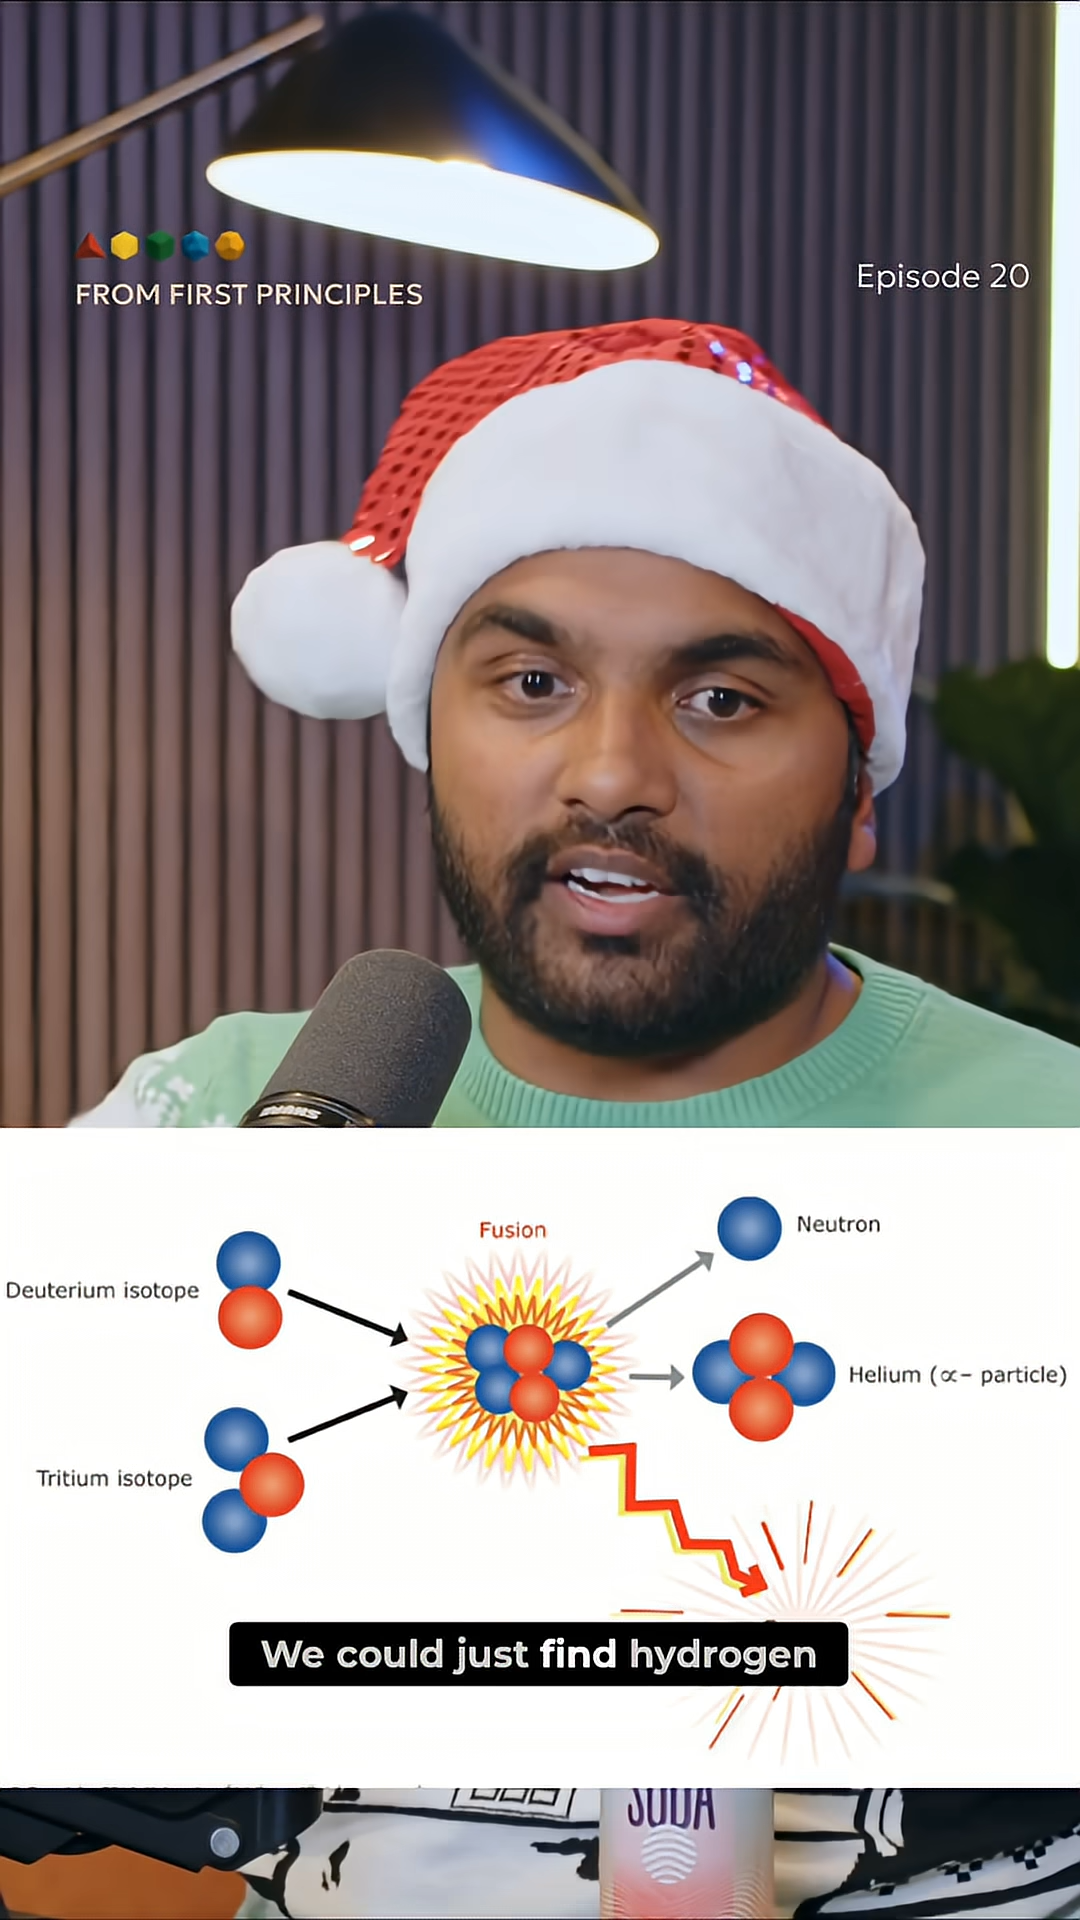 FROM FIRST PRINCIPLES
Episode 20
SHURE
Fusion
Neutron
Deuterium isotope
Helium (∝– particle)
Tritium isotope
We could just find hydrogen
SODA